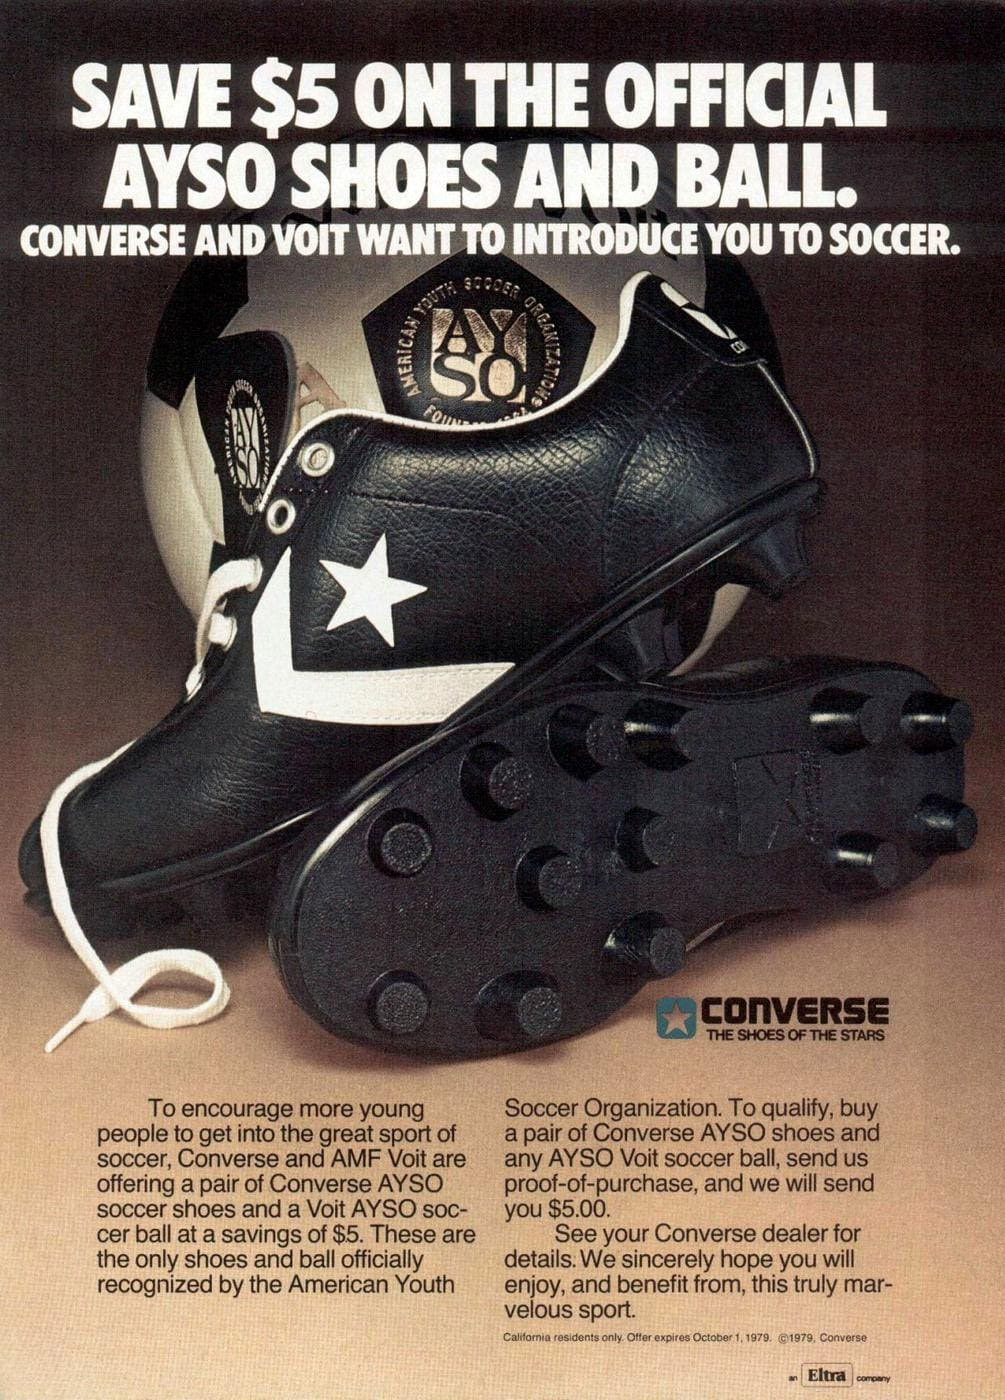 SAVE $5 ON THE OFFICIAL
AYSO SHOES AND BALL.
CONVERSE AND VOIT WANT TO INTRODUCE YOU TO SOCCER.
AMERICAN YOUTH SOCCER ORGANIZATION
AY
SO
AY
SO
CONVERSE
THE SHOES OF THE STARS
To encourage more young
people to get into the great sport of
soccer, Converse and AMF Voit are
offering a pair of Converse AYSO
soccer shoes and a Voit AYSO soc-
cer ball at a savings of $5. These are
the only shoes and ball officially
recognized by the American Youth
Soccer Organization. To qualify, buy
a pair of Converse AYSO shoes and
any AYSO Voit soccer ball, send us
proof-of-purchase, and we will send
you $5.00.
See your Converse dealer for
details. We sincerely hope you will
enjoy, and benefit from, this truly mar-
velous sport.
California residents only. Offer expires October 1, 1979. ©1979, Converse
an Eltra company